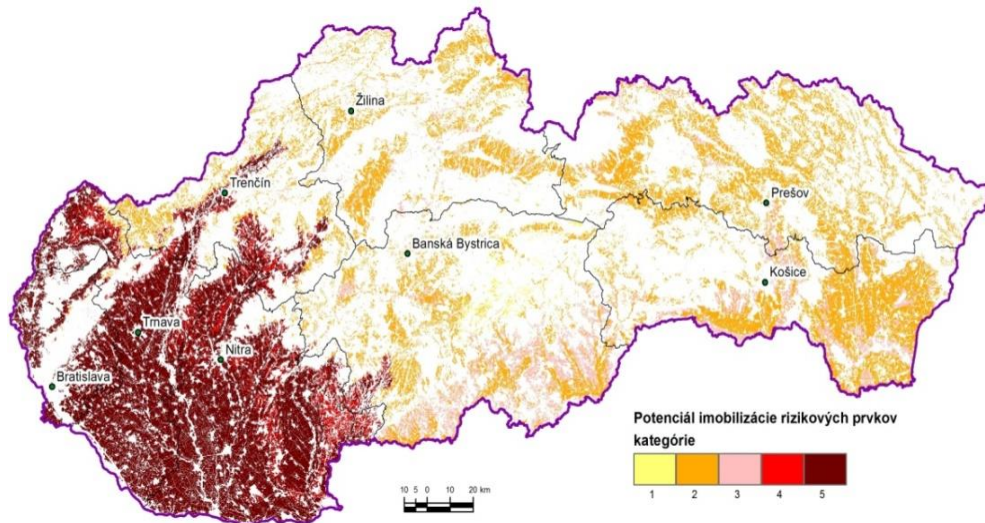 Žilina
Trenčín
Prešov
Banská Bystrica
Košice
Trnava
Nitra
Bratislava
Potenciál imobilizácie rizikových prvkov
kategórie
1 2 3 4 5
10 5 0 10 20 km